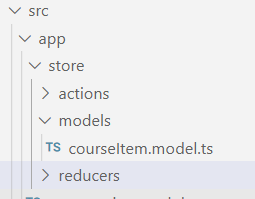 src
app
store
actions
models
TS courseItem.model.ts
reducers